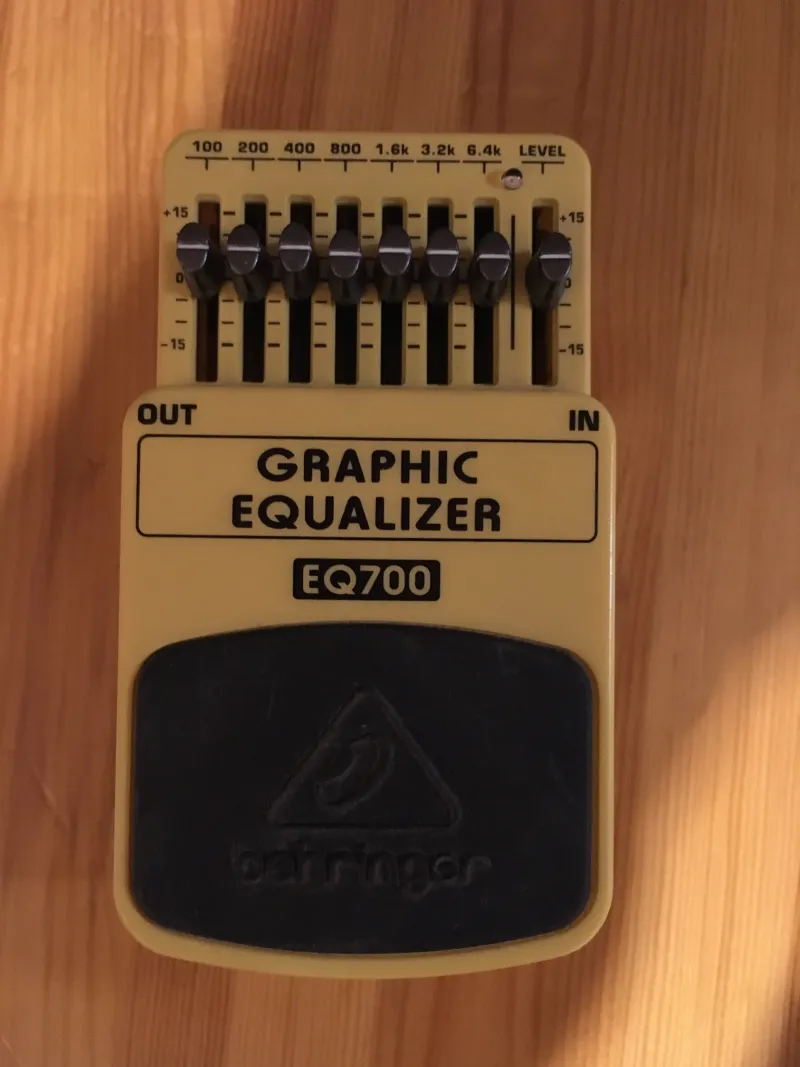 100 200 400 800 1.6k 3.2k 6.4k LEVEL
+15 +15
0 0
-15 -15
OUT IN
GRAPHIC
EQUALIZER
EQ700
behringer